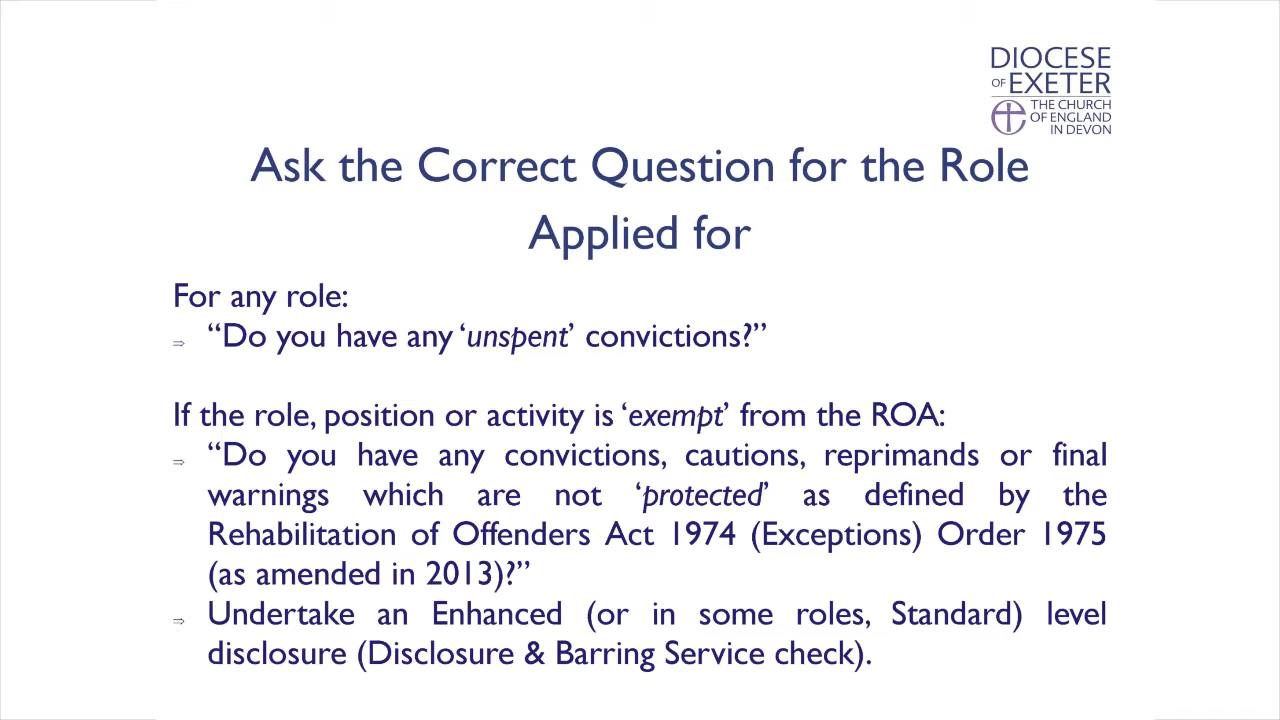 DIOCESE
OF EXETER
THE CHURCH
OF ENGLAND
IN DEVON
Ask the Correct Question for the Role
Applied for
For any role:
⇒ “Do you have any ‘unspent’ convictions?”
If the role, position or activity is ‘exempt’ from the ROA:
⇒ “Do you have any convictions, cautions, reprimands or final
warnings which are not ‘protected’ as defined by the
Rehabilitation of Offenders Act 1974 (Exceptions) Order 1975
(as amended in 2013)?”
⇒ Undertake an Enhanced (or in some roles, Standard) level
disclosure (Disclosure & Barring Service check).